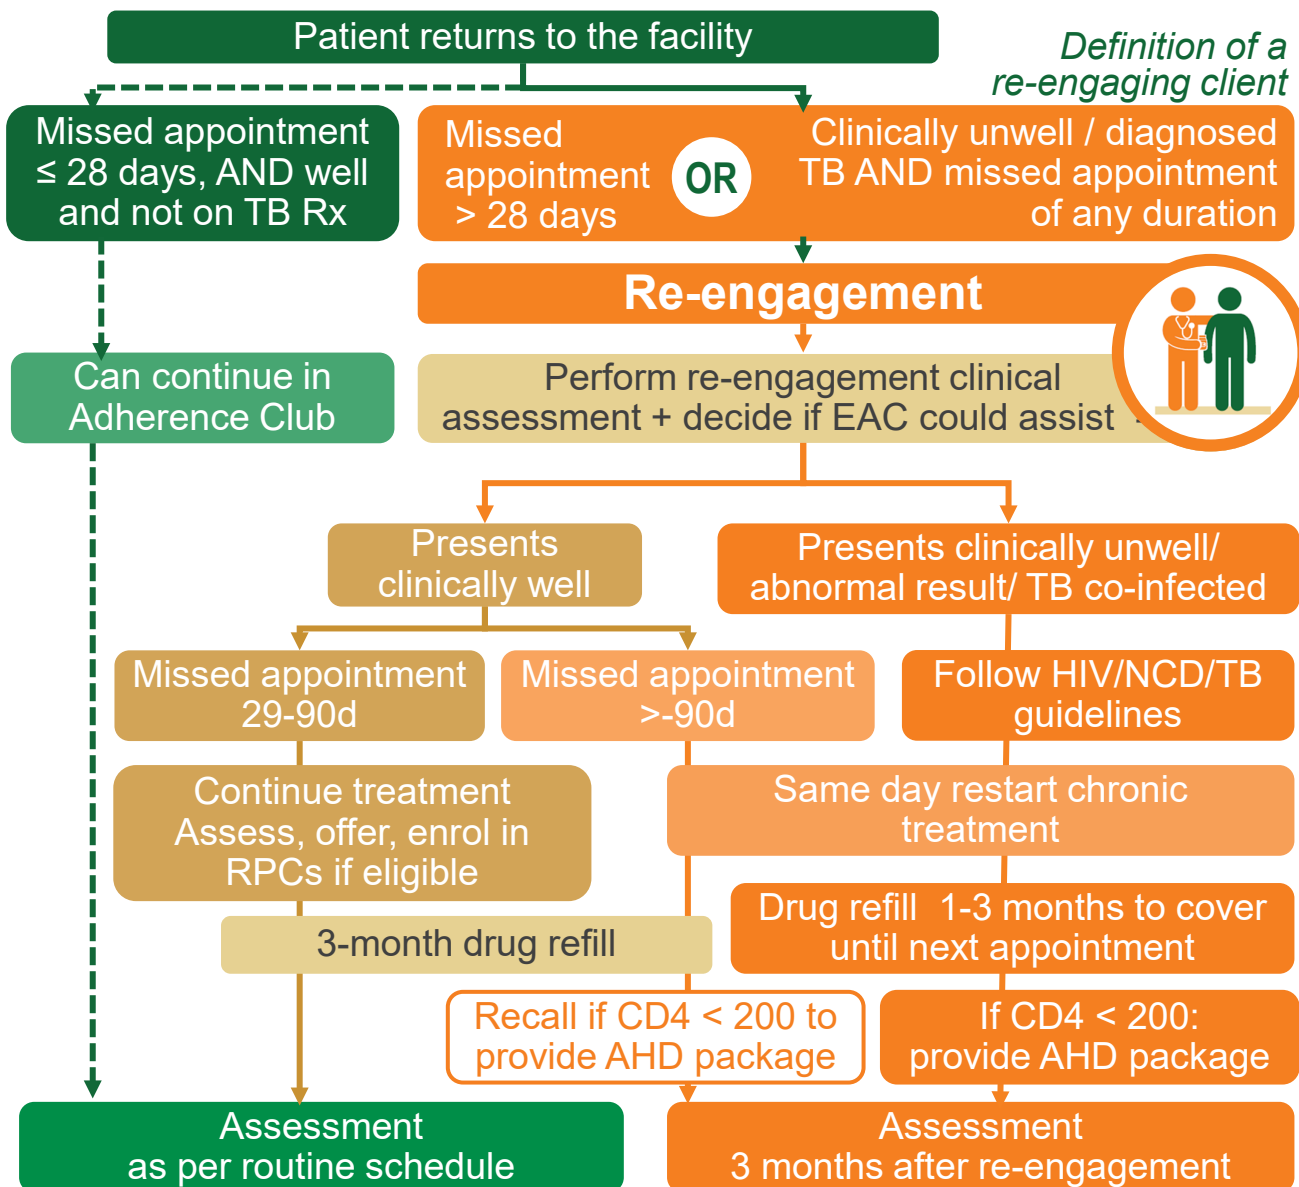 Patient returns to the facility
Definition of a
re-engaging client
Missed appointment
≤ 28 days, AND well
and not on TB Rx
Missed
appointment
> 28 days
OR
Clinically unwell / diagnosed
TB AND missed appointment
of any duration
Re-engagement
Can continue in
Adherence Club
Perform re-engagement clinical
assessment + decide if EAC could assist
Presents
clinically well
Presents clinically unwell/
abnormal result/ TB co-infected
Missed appointment
29-90d
Missed appointment
>-90d
Follow HIV/NCD/TB
guidelines
Continue treatment
Assess, offer, enrol in
RPCs if eligible
Same day restart chronic
treatment
3-month drug refill
Drug refill 1-3 months to cover
until next appointment
Recall if CD4 < 200 to
provide AHD package
If CD4 < 200:
provide AHD package
Assessment
as per routine schedule
Assessment
3 months after re-engagement